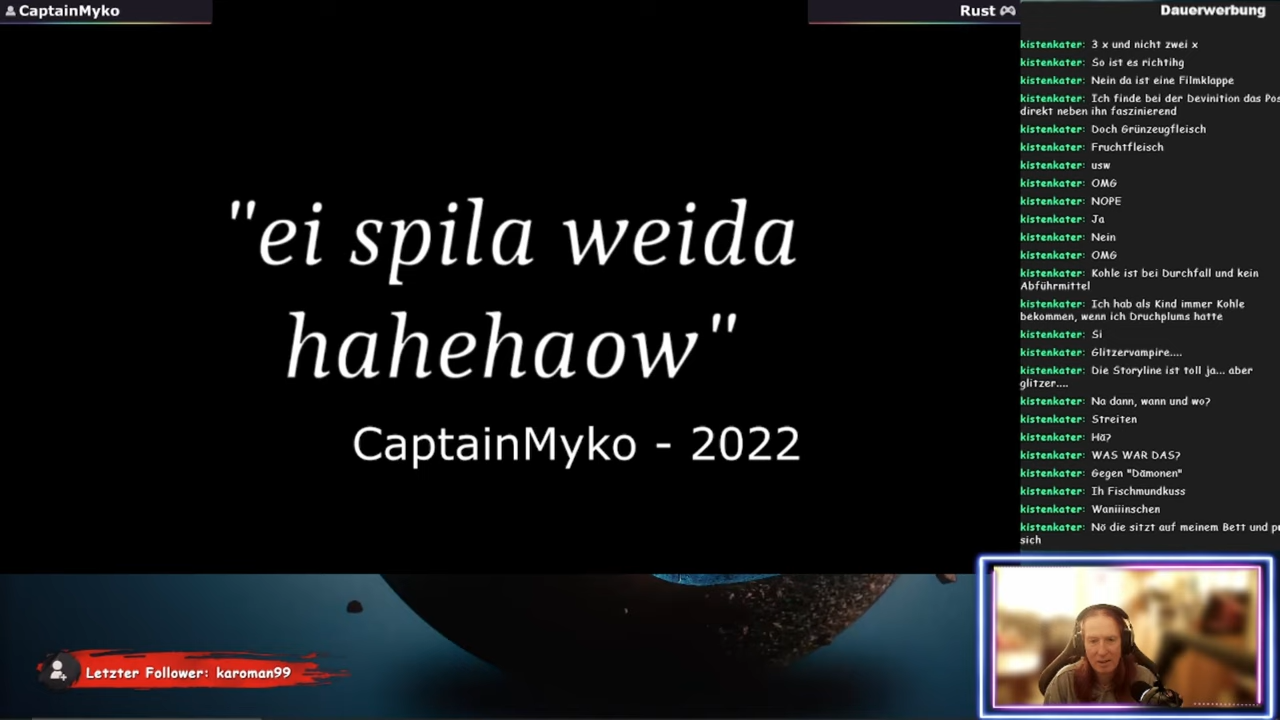 CaptainMyko
Rust
Dauerwerbung
"ei spila weida
hahehaow"
CaptainMyko - 2022
kistenkater: 3 x und nicht zwei x
kistenkater: So ist es richtihg
kistenkater: Nein da ist eine Filmklappe
kistenkater: Ich finde bei der Devinition das Pos
direkt neben ihn faszinierend
kistenkater: Doch Grünzeugfleisch
kistenkater: Fruchtfleisch
kistenkater: usw
kistenkater: OMG
kistenkater: NOPE
kistenkater: Ja
kistenkater: Nein
kistenkater: OMG
kistenkater: Kohle ist bei Durchfall und kein
Abführmittel
kistenkater: Ich hab als Kind immer Kohle
bekommen, wenn ich Druchplums hatte
kistenkater: Si
kistenkater: Glitzervampire....
kistenkater: Die Storyline ist toll ja... aber
glitzer....
kistenkater: Na dann, wann und wo?
kistenkater: Streiten
kistenkater: Hä?
kistenkater: WAS WAR DAS?
kistenkater: Gegen "Dämonen"
kistenkater: Ih Fischmundkuss
kistenkater: Waniiinschen
kistenkater: Nö die sitzt auf meinem Bett und
sich
Letzter Follower: karoman99